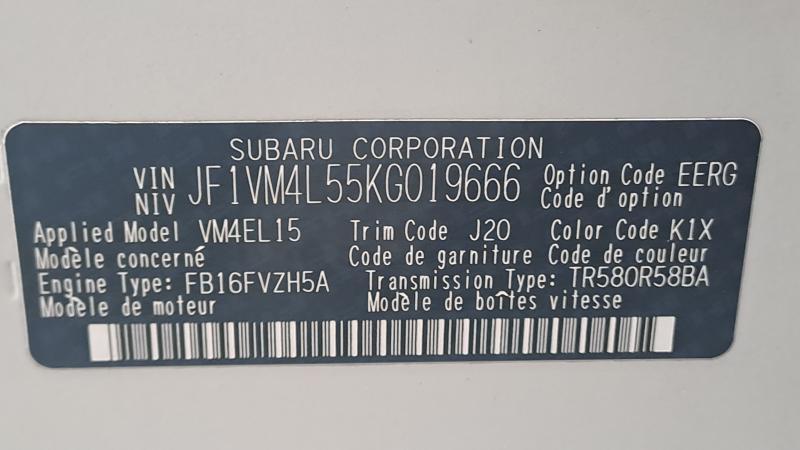 SUBARU CORPORATION
VIN NIV JF1VM4L55KG019666 Option Code EERG
Code d'option
Applied Model VM4EL15 Trim Code J20 Color Code K1X
Modèle concerné Code de garniture Code de couleur
Engine Type: FB16FVZH5A Transmission Type: TR580R58BA
Modèle de moteur Modèle de boîtes vitesse